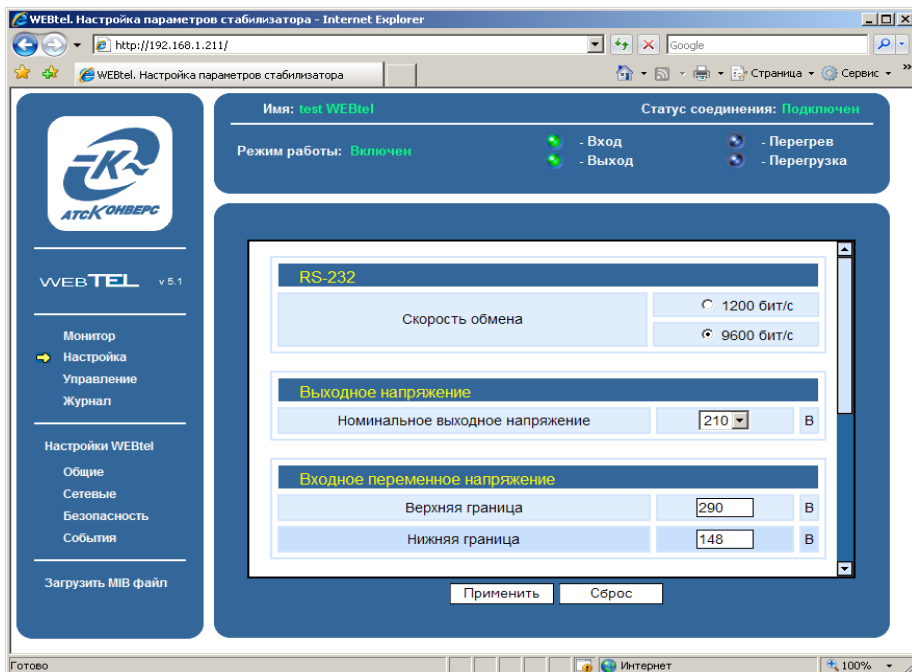 WEBtel. Настройка параметров стабилизатора - Internet Explorer
http://192.168.1.211/
Google
WEBtel. Настройка параметров стабилизатора
Страница
Сервис
»
АТС КОНВЕРС
WEBTEL v 5.1
Монитор
Настройка
Управление
Журнал
Настройки WEBtel
Общие
Сетевые
Безопасность
События
Загрузить MIB файл
Имя: test WEBtel
Статус соединения: Подключен
Режим работы: Включен
- Вход
- Перегрев
- Выход
- Перегрузка
RS-232
Скорость обмена
1200 бит/с
9600 бит/с
Выходное напряжение
Номинальное выходное напряжение 210 В
Входное переменное напряжение
Верхняя граница 290 В
Нижняя граница 148 В
Применить Сброс
Готово
Интернет
100%